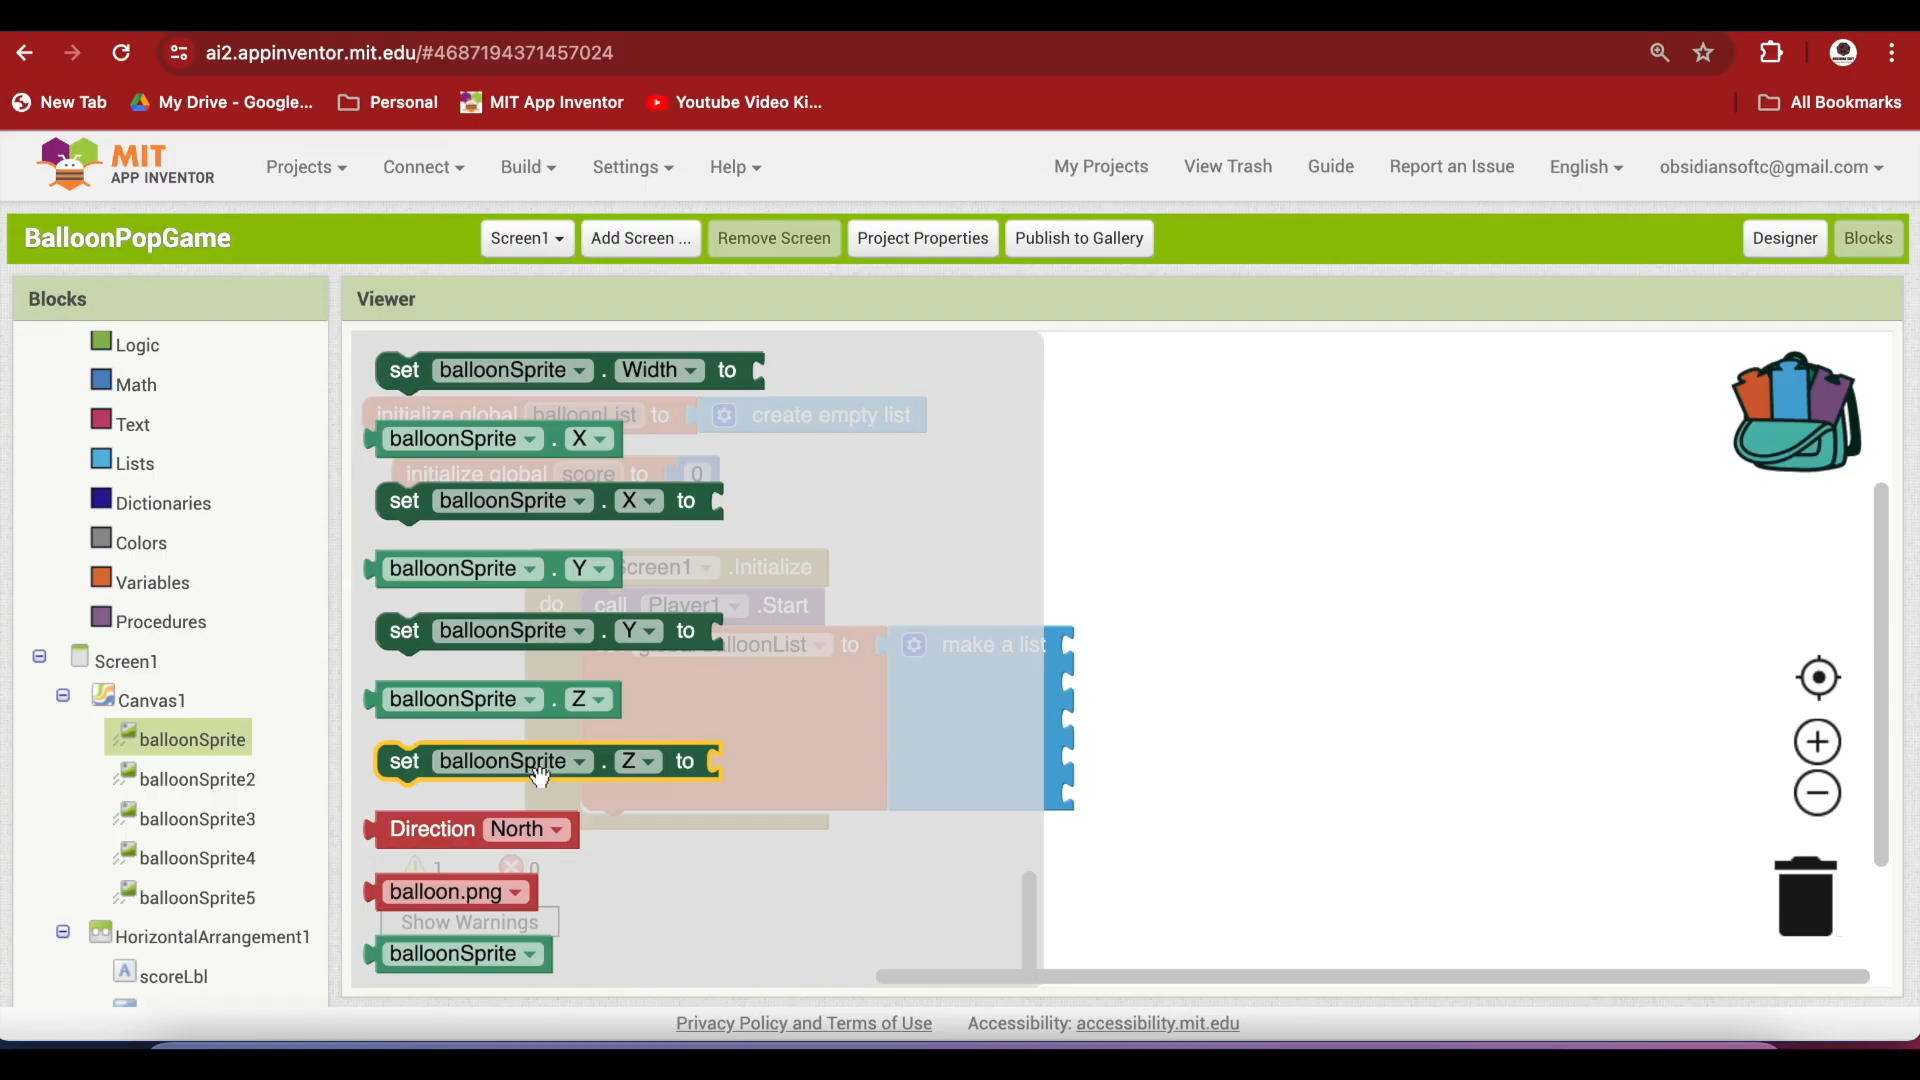 ai2.appinventor.mit.edu/#4687194371457024
New Tab My Drive - Google... Personal MIT App Inventor Youtube Video Ki... All Bookmarks
MIT
APP INVENTOR
Projects Connect Build Settings Help My Projects View Trash Guide Report an Issue English obsidiansoftc@gmail.com
BalloonPopGame Screen1 Add Screen ... Remove Screen Project Properties Publish to Gallery Designer Blocks
Blocks
Logic
Math
Text
Lists
Dictionaries
Colors
Variables
Procedures
Screen1
Canvas1
balloonSprite
balloonSprite2
balloonSprite3
balloonSprite4
balloonSprite5
HorizontalArrangement1
scoreLbl
Viewer
set balloonSprite . Width to
initialize global balloonList to create empty list
balloonSprite . X
initialize global score to 0
set balloonSprite . X to
balloonSprite . Y
Screen1 .Initialize
do call Player1 .Start
set balloonSprite . Y to
to make a list
balloonSprite . Z
set balloonSprite . Z to
Direction North
1 0
balloon.png
Show Warnings
balloonSprite
Privacy Policy and Terms of Use Accessibility: accessibility.mit.edu